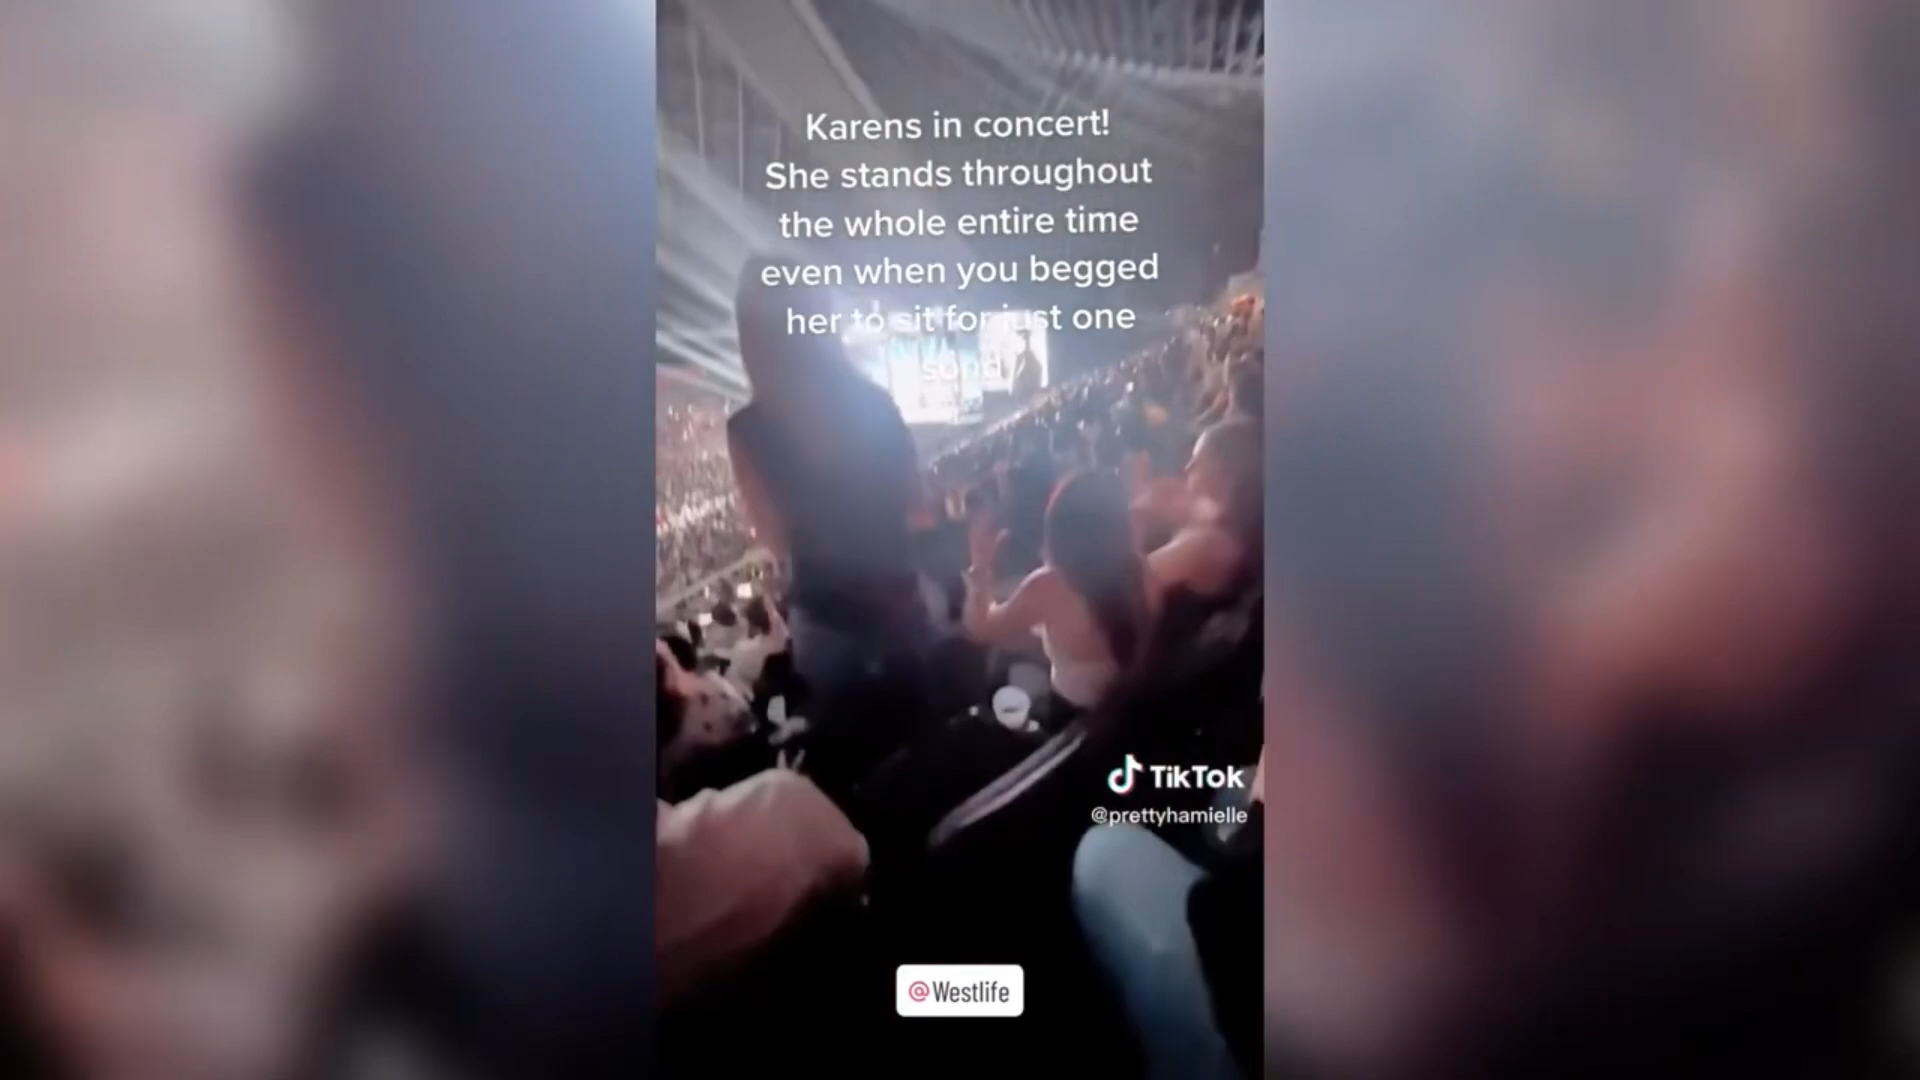 Karens in concert!
She stands throughout
the whole entire time
even when you begged
her to sit for just one
song
TikTok
@prettyhamielle
@Westlife